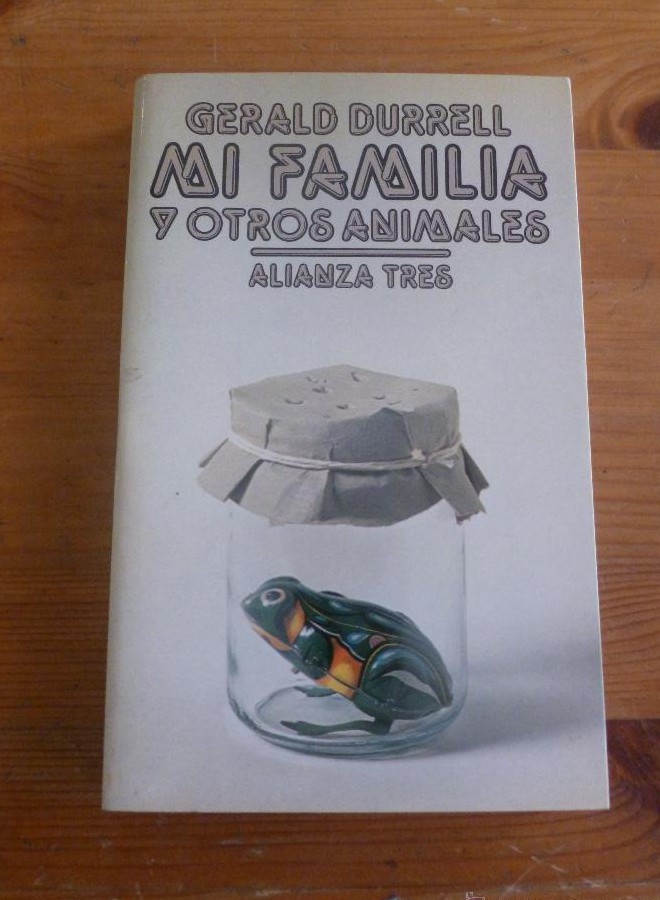 GERALD DURRELL
MI FAMILIA
Y OTROS ANIMALES
ALIANZA TRES